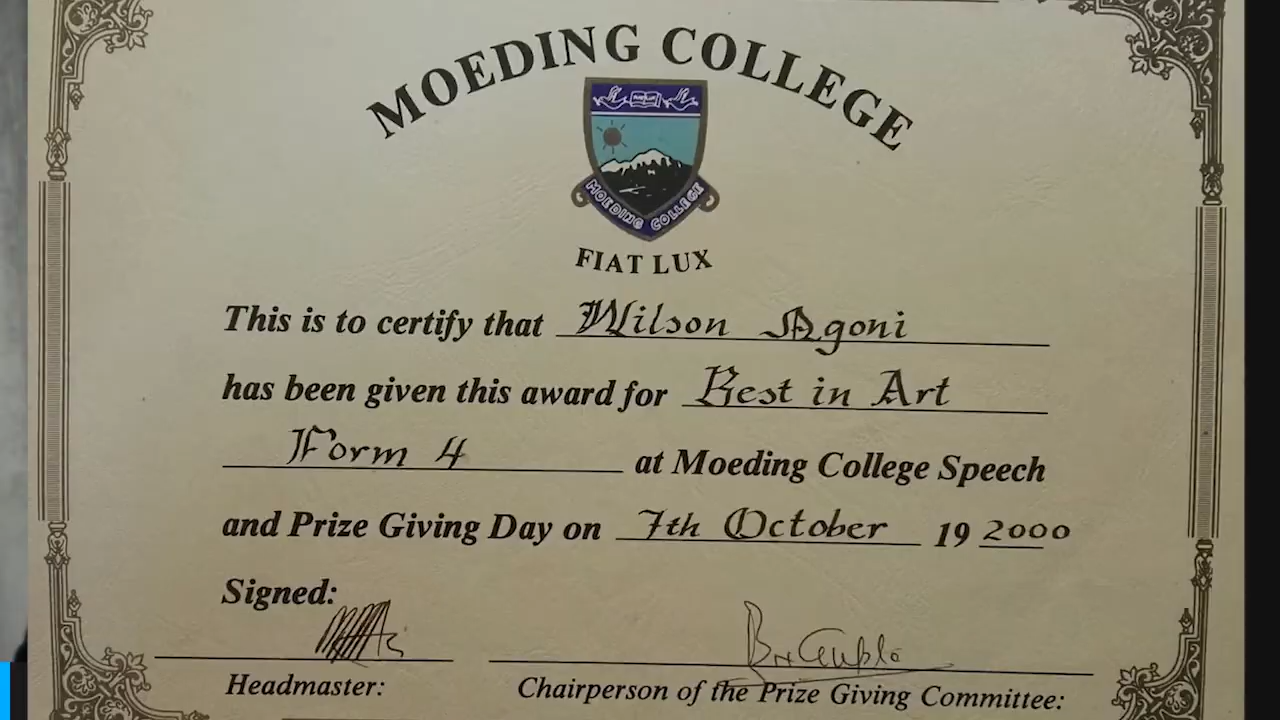 MOEDING COLLEGE
MOEDING COLLEGE
FIAT LUX
This is to certify that Wilson Agoni
has been given this award for Best in Art
Form 4 at Moeding College Speech
and Prize Giving Day on 7th October 19 2000
Signed:
Headmaster:
Chairperson of the Prize Giving Committee: